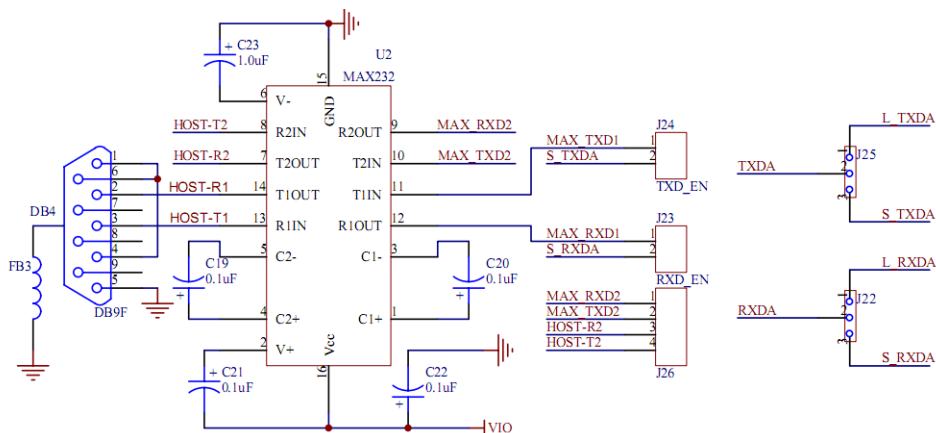 C23
1.0uF
U2
MAX232
15
GND
6
V-
HOST-T2
8
R2IN
R2OUT
9
MAX_RXD2
HOST-R2
7
T2OUT
T2IN
10
MAX_TXD2
HOST-R1
14
T1OUT
T1IN
11
HOST-T1
13
R1IN
R1OUT
12
5
C2-
C1-
3
C19
0.1uF
C20
0.1uF
4
C2+
C1+
1
2
V+
Vcc
16
C21
0.1uF
C22
0.1uF
VIO
DB4
1
6
2
7
3
8
4
9
5
DB9F
FB3
J24
MAX_TXD1
1
S_TXDA
2
TXD_EN
J23
MAX_RXD1
1
S_RXDA
2
RXD_EN
MAX_RXD2
1
MAX_TXD2
2
HOST-R2
3
HOST-T2
4
J26
L_TXDA
1
J25
TXDA
2
3
S_TXDA
L_RXDA
1
J22
RXDA
2
3
S_RXDA